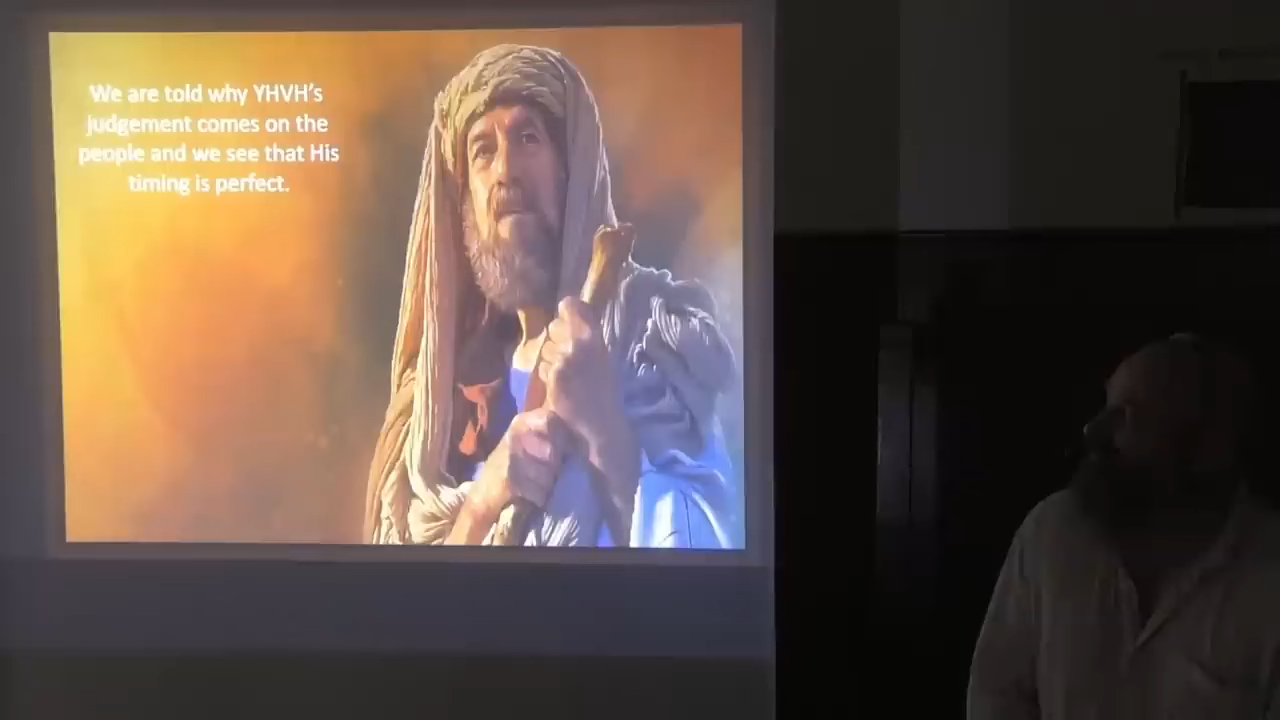 We are told why YHVH's
judgement comes on the
people and we see that His
timing is perfect.